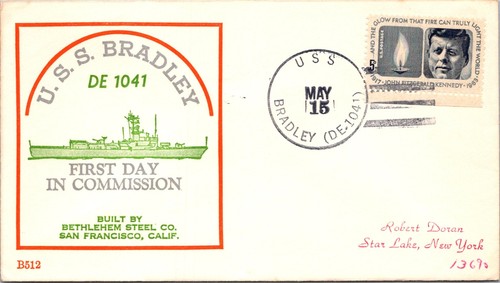 U.S.S. BRADLEY
DE 1041
FIRST DAY
IN COMMISSION
BUILT BY
BETHLEHEM STEEL CO.
SAN FRANCISCO, CALIF.
B512
USS
MAY
15
BRADLEY (DE-1041)
AND THE GLOW FROM THAT FIRE CAN TRULY LIGHT THE WORLD
JOHN FITZGERALD KENNEDY
5
Robert Doran
Star Lake, New York